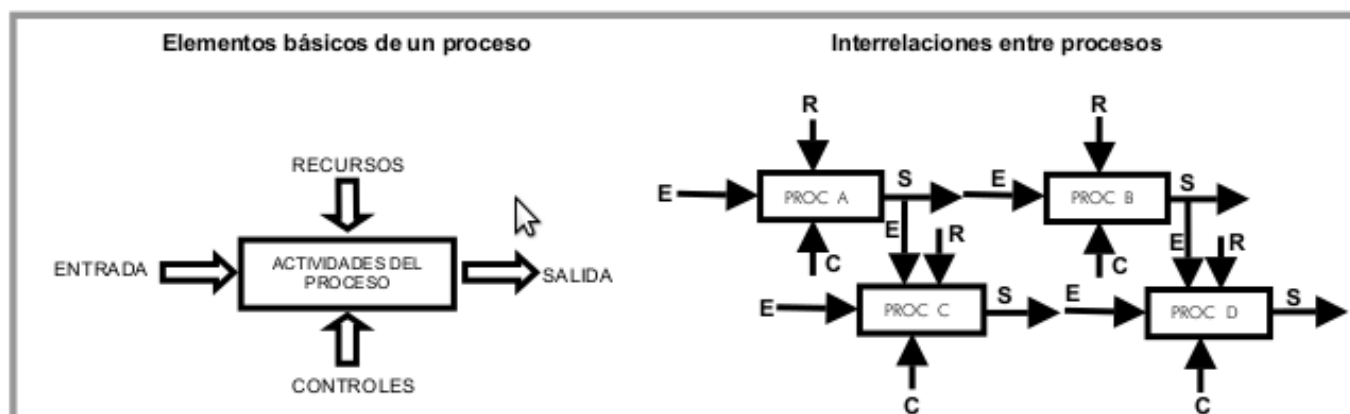 Elementos básicos de un proceso
RECURSOS
ENTRADA
ACTIVIDADES DEL
PROCESO
SALIDA
CONTROLES
Interrelaciones entre procesos
R
R
E
PROC A
S
E
PROC B
S
E
R
E
R
C
C
E
PROC C
S
E
PROC D
S
C
C